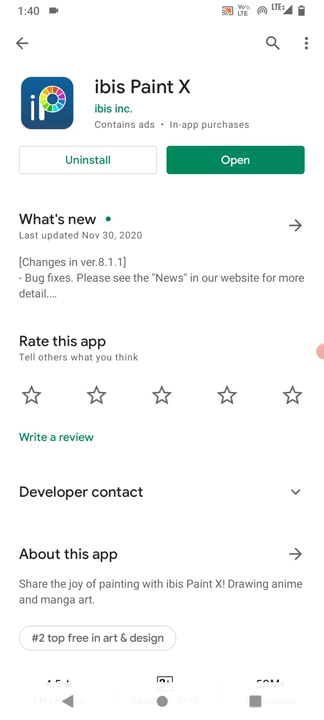 1:40
Vo))
LTE
LTE
ibis Paint X
ibis inc.
Contains ads • In-app purchases
Uninstall
Open
What's new •
Last updated Nov 30, 2020
[Changes in ver.8.1.1]
- Bug fixes. Please see the "News" in our website for more
detail....
Rate this app
Tell others what you think
Write a review
Developer contact
About this app
Share the joy of painting with ibis Paint X! Drawing anime
and manga art.
#2 top free in art & design